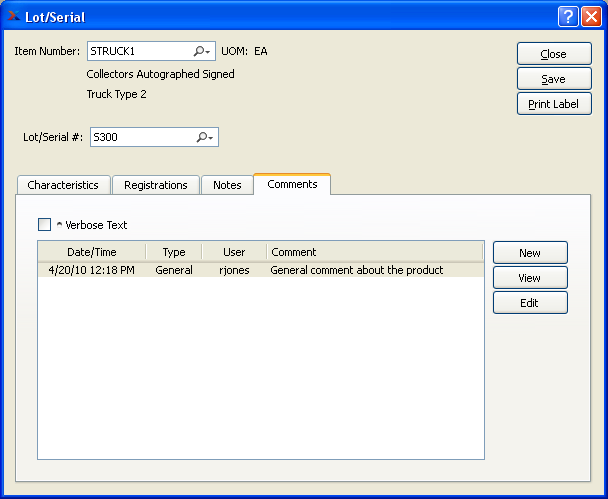 Lot/Serial
Item Number: STRUCK1 UOM: EA
Collectors Autographed Signed
Truck Type 2
Close
Save
Print Label
Lot/Serial #: S300
Characteristics Registrations Notes Comments
^ Verbose Text
Date/Time Type User Comment
4/20/10 12:18 PM General rjones General comment about the product
New
View
Edit